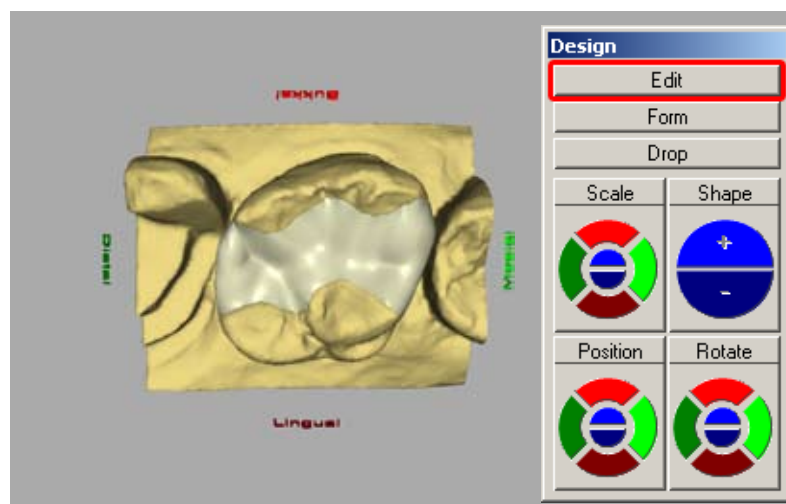 Design
Edit
Form
Drop
Scale
Shape
+
-
Position
Rotate
Bukkal
Distal
Mesial
Lingual